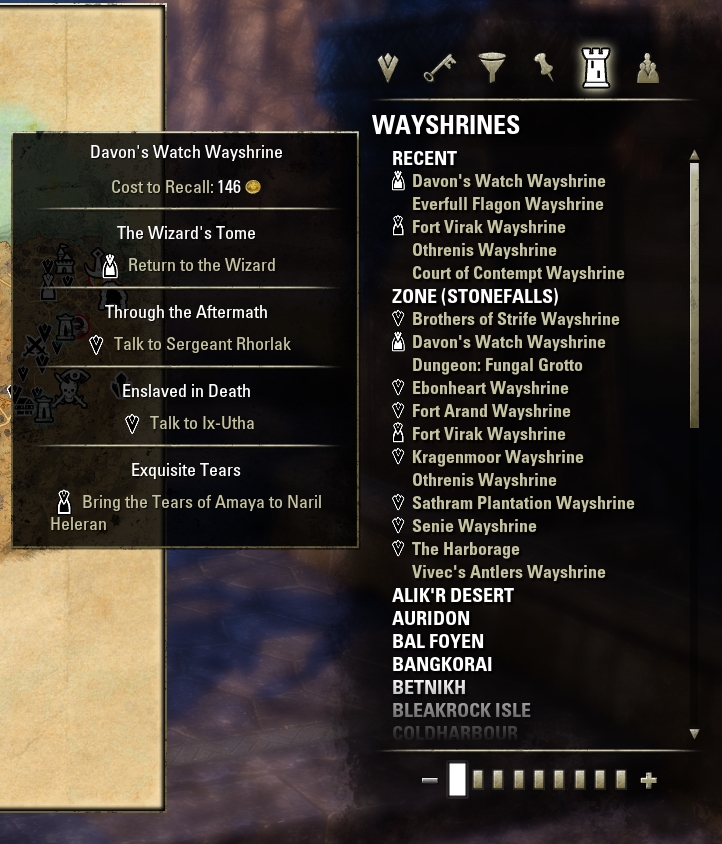 Davon's Watch Wayshrine
Cost to Recall: 146
The Wizard's Tome
Return to the Wizard
Through the Aftermath
Talk to Sergeant Rhorlak
Enslaved in Death
Talk to Ix-Utha
Exquisite Tears
Bring the Tears of Amaya to Naril
Heleran
WAYSHRINES
RECENT
Davon's Watch Wayshrine
Everfull Flagon Wayshrine
Fort Virak Wayshrine
Othrenis Wayshrine
Court of Contempt Wayshrine
ZONE (STONEFALLS)
Brothers of Strife Wayshrine
Davon's Watch Wayshrine
Dungeon: Fungal Grotto
Ebonheart Wayshrine
Fort Arand Wayshrine
Fort Virak Wayshrine
Kragenmoor Wayshrine
Othrenis Wayshrine
Sathram Plantation Wayshrine
Senie Wayshrine
The Harborage
Vivec's Antlers Wayshrine
ALIK'R DESERT
AURIDON
BAL FOYEN
BANGKORAI
BETNIKH
BLEAKROCK ISLE
COLDHARBOUR